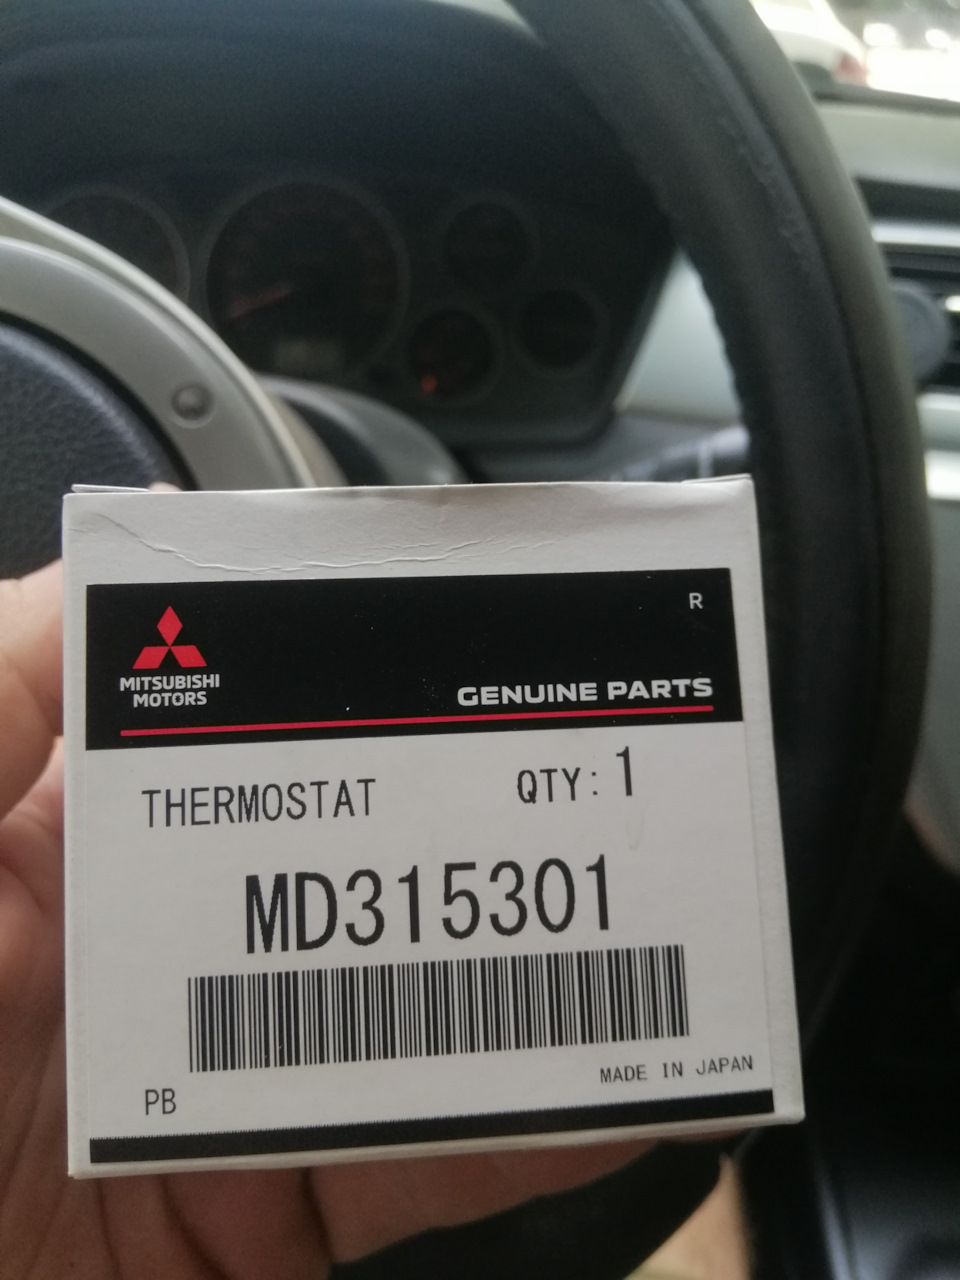 R
MITSUBISHI
MOTORS
GENUINE PARTS
THERMOSTAT QTY: 1
MD315301
MADE IN JAPAN
PB